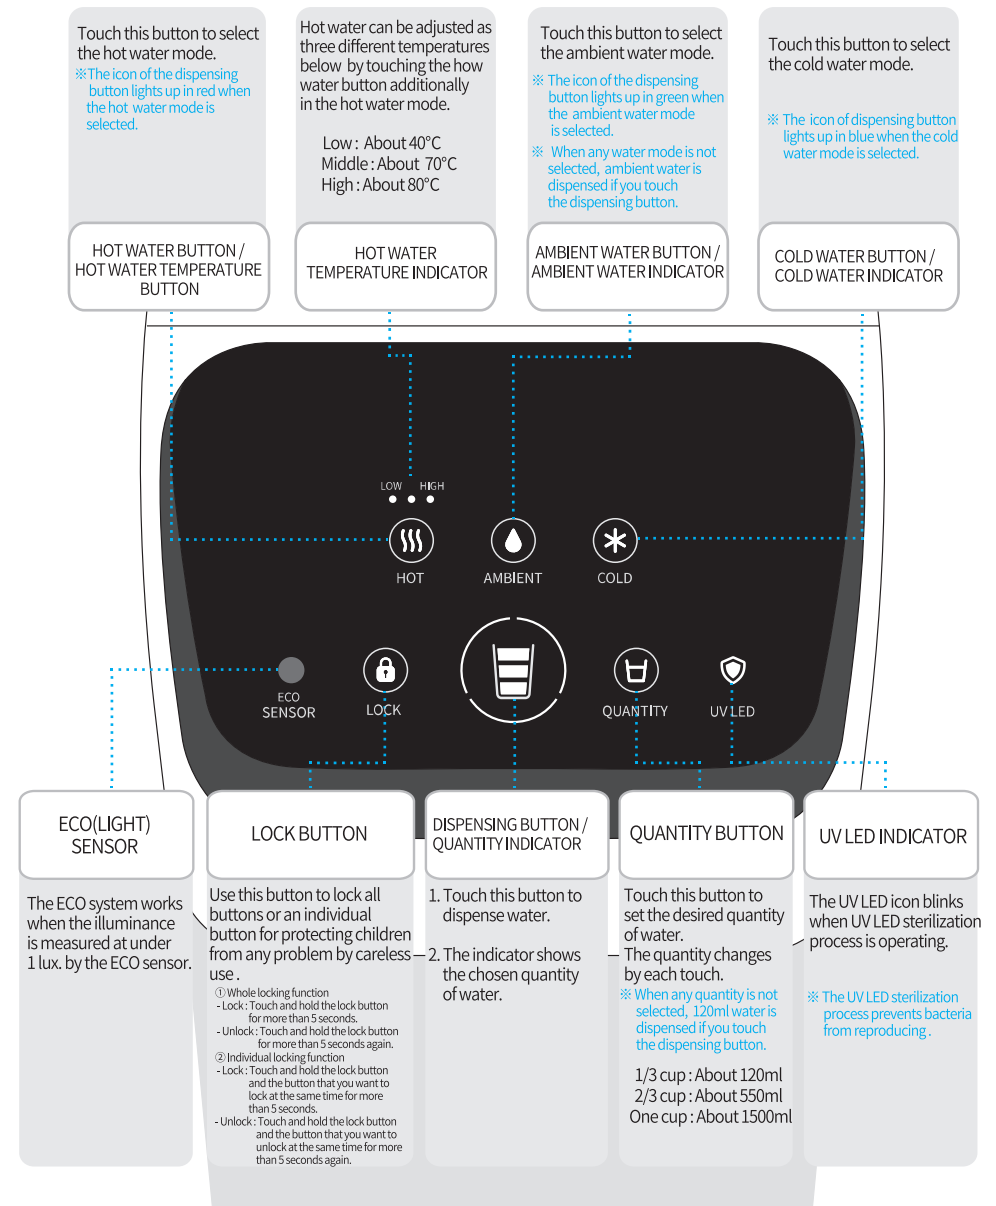 Touch this button to select
the hot water mode.
※The icon of the dispensing
button lights up in red when
the hot water mode is
selected.
HOT WATER BUTTON /
HOT WATER TEMPERATURE
BUTTON
Hot water can be adjusted as
three different temperatures
below by touching the how
water button additionally
in the hot water mode.
Low : About 40°C
Middle : About 70°C
High : About 80°C
HOT WATER
TEMPERATURE INDICATOR
Touch this button to select
the ambient water mode.
※ The icon of the dispensing
button lights up in green when
the ambient water mode
is selected.
※ When any water mode is not
selected, ambient water is
dispensed if you touch
the dispensing button.
AMBIENT WATER BUTTON /
AMBIENT WATER INDICATOR
Touch this button to select
the cold water mode.
※ The icon of dispensing button
lights up in blue when the cold
water mode is selected.
COLD WATER BUTTON /
COLD WATER INDICATOR
LOW HIGH
HOT AMBIENT COLD
ECO
SENSOR
LOCK
QUANTITY
UV LED
ECO(LIGHT)
SENSOR
The ECO system works
when the illuminance
is measured at under
1 lux. by the ECO sensor.
LOCK BUTTON
Use this button to lock all
buttons or an individual
button for protecting children
from any problem by careless
use .
① Whole locking function
- Lock : Touch and hold the lock button
for more than 5 seconds.
- Unlock : Touch and hold the lock button
for more than 5 seconds again.
② Individual locking function
- Lock : Touch and hold the lock button
and the button that you want to
lock at the same time for more
than 5 seconds.
- Unlock : Touch and hold the lock button
and the button that you want to
unlock at the same time for more
than 5 seconds again.
DISPENSING BUTTON /
QUANTITY INDICATOR
1. Touch this button to
dispense water.
2. The indicator shows
the chosen quantity
of water.
QUANTITY BUTTON
Touch this button to
set the desired quantity
of water.
The quantity changes
by each touch.
※ When any quantity is not
selected, 120ml water is
dispensed if you touch
the dispensing button.
1/3 cup : About 120ml
2/3 cup : About 550ml
One cup : About 1500ml
UV LED INDICATOR
The UV LED icon blinks
when UV LED sterilization
process is operating.
※ The UV LED sterilization
process prevents bacteria
from reproducing .